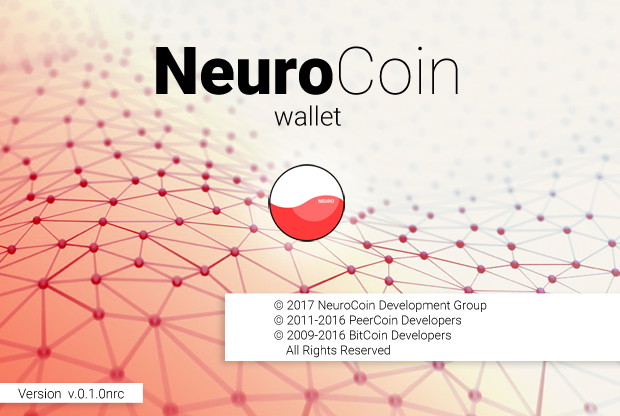 NeuroCoin
wallet
NEURO
© 2017 NeuroCoin Development Group
© 2011-2016 PeerCoin Developers
© 2009-2016 BitCoin Developers
All Rights Reserved
Version v.0.1.0nrc